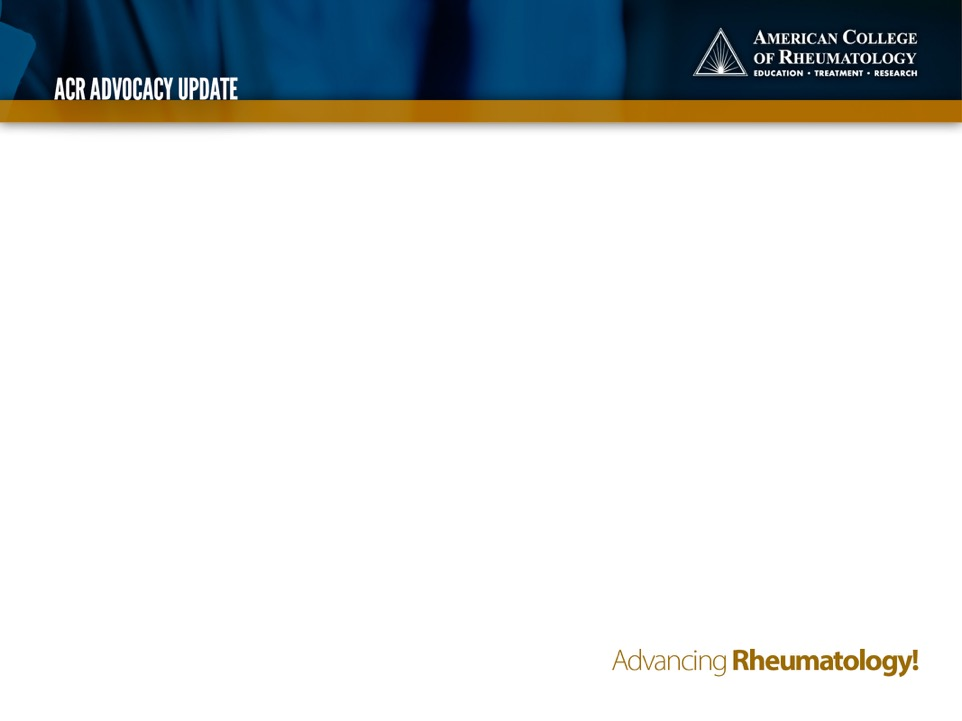 AMERICAN COLLEGE
OF RHEUMATOLOGY
EDUCATION • TREATMENT • RESEARCH
ACR ADVOCACY UPDATE
Advancing Rheumatology!